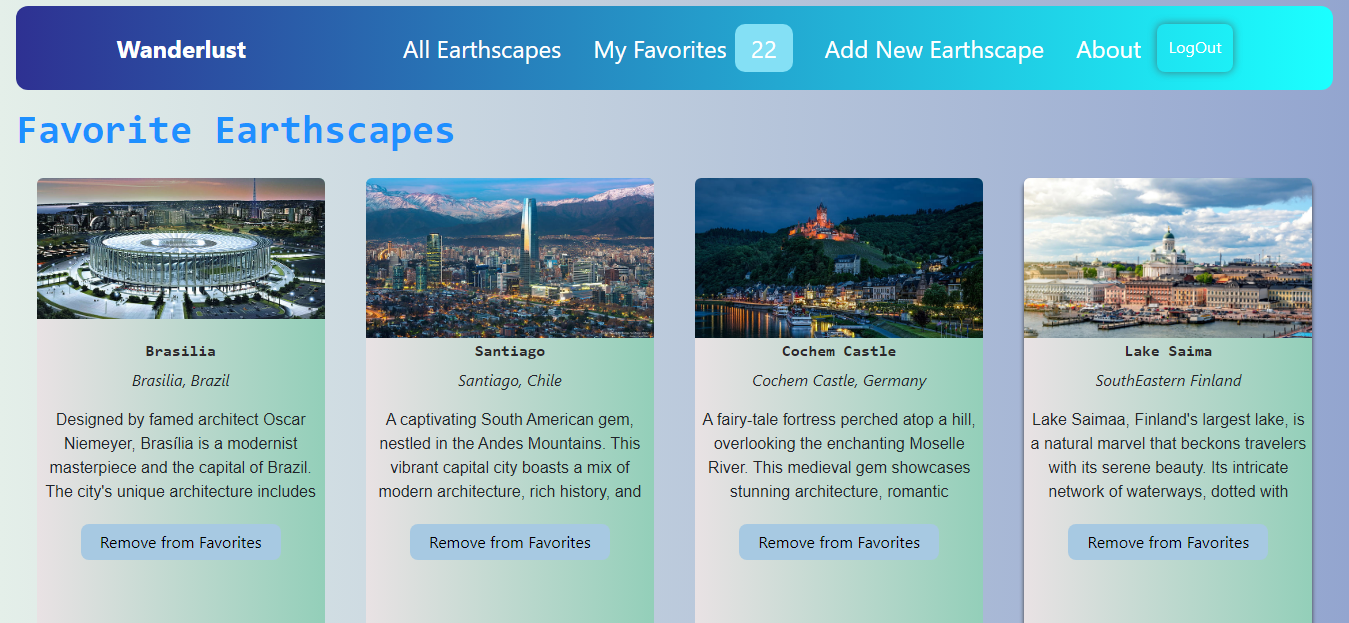 Wanderlust All Earthscapes My Favorites 22 Add New Earthscape About LogOut
Favorite Earthscapes
Brasilia
Brasilia, Brazil
Designed by famed architect Oscar
Niemeyer, Brasília is a modernist
masterpiece and the capital of Brazil.
The city's unique architecture includes
Remove from Favorites
Santiago
Santiago, Chile
A captivating South American gem,
nestled in the Andes Mountains. This
vibrant capital city boasts a mix of
modern architecture, rich history, and
Remove from Favorites
Cochem Castle
Cochem Castle, Germany
A fairy-tale fortress perched atop a hill,
overlooking the enchanting Moselle
River. This medieval gem showcases
stunning architecture, romantic
Remove from Favorites
Lake Saima
SouthEastern Finland
Lake Saimaa, Finland's largest lake, is
a natural marvel that beckons travelers
with its serene beauty. Its intricate
network of waterways, dotted with
Remove from Favorites